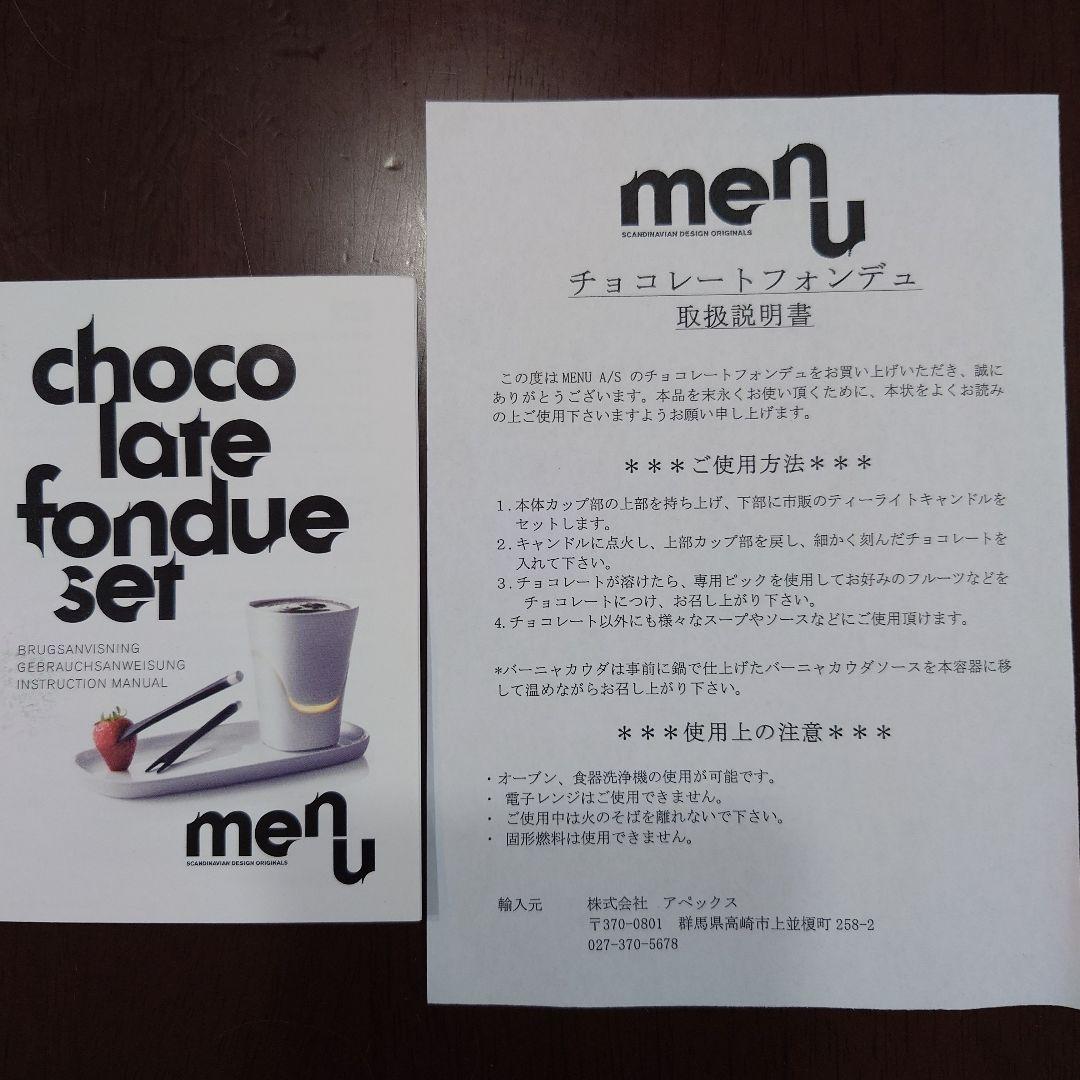 choco
late
fondue
set
BRUGSANVISNING
GEBRAUCHSANWEISUNG
INSTRUCTION MANUAL
menu
SCANDINAVIAN DESIGN ORIGINALS
menu
SCANDINAVIAN DESIGN ORIGINALS
チョコレートフォンデュ
取扱説明書
この度は MENU A/S のチョコレートフォンデュをお買い上げいただき、誠に
ありがとうございます。本品を末永くお使い頂くために、本状をよくお読み
の上ご使用下さいますようお願い申し上げます。
＊＊＊ご使用方法＊＊＊
1. 本体カップ部の上部を持ち上げ、下部に市販のティーライトキャンドルを
セットします。
2. キャンドルに点火し、上部カップ部を戻し、細かく刻んだチョコレートを
入れて下さい。
3. チョコレートが溶けたら、専用ピックを使用してお好みのフルーツなどを
チョコレートにつけ、お召し上がり下さい。
4. チョコレート以外にも様々なスープやソースなどにご使用頂けます。
*バーニャカウダは事前に鍋で仕上げたバーニャカウダソースを本容器に移
して温めながらお召し上がり下さい。
＊＊＊使用上の注意＊＊＊
・オーブン、食器洗浄機の使用が可能です。
・ 電子レンジはご使用できません。
・ ご使用中は火のそばを離れないで下さい。
・ 固形燃料は使用できません。
輸入元 株式会社 アペックス
〒370-0801 群馬県高崎市上並榎町 258-2
027-370-5678